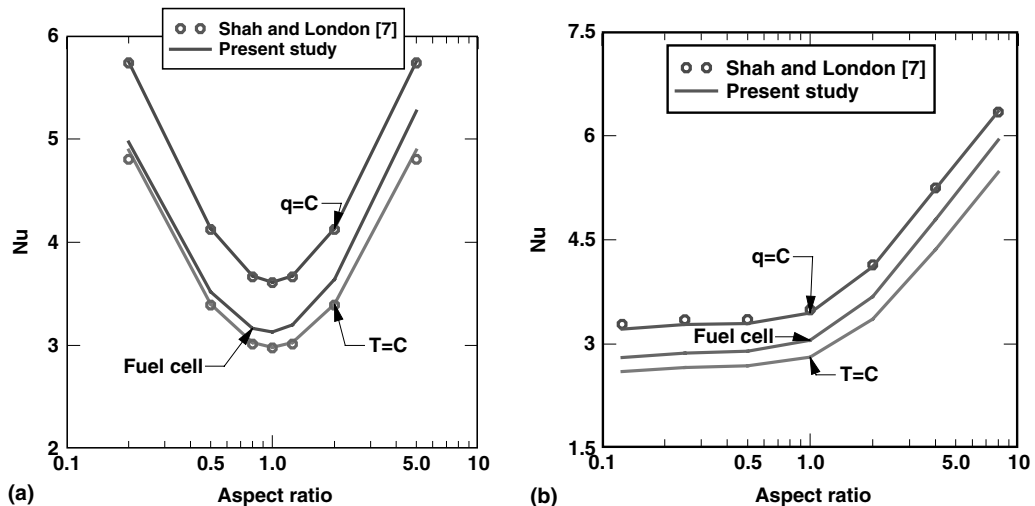 Shah and London [7]
Present study
6
5
4
3
2
Nu
q=C
Fuel cell
T=C
0.1
0.5
1.0
5.0
10
Aspect ratio
(a)
7.5
6
4.5
3
1.5
Nu
Shah and London [7]
Present study
q=C
Fuel cell
T=C
0.1
0.5
1.0
5.0
10
Aspect ratio
(b)